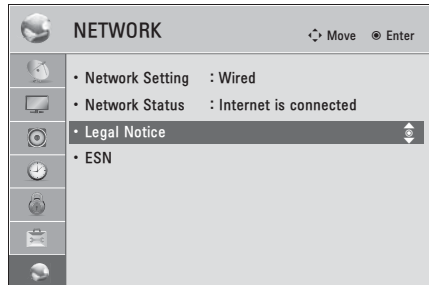 NETWORK
Move Enter
• Network Setting : Wired
• Network Status : Internet is connected
• Legal Notice
• ESN